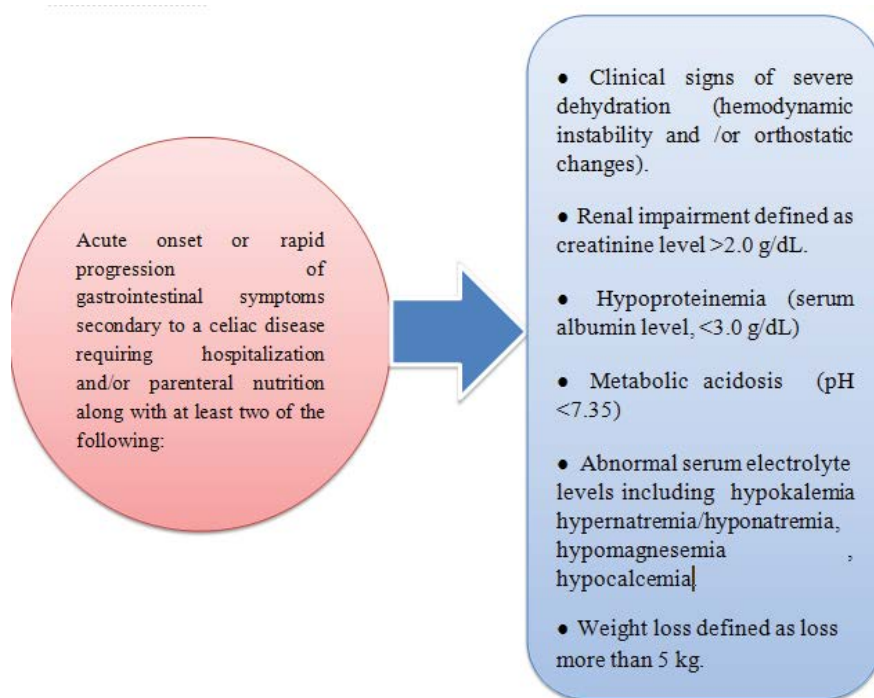 Acute onset or rapid
progression of
gastrointestinal symptoms
secondary to a celiac disease
requiring hospitalization
and/or parenteral nutrition
along with at least two of the
following:
● Clinical signs of severe
dehydration (hemodynamic
instability and /or orthostatic
changes).
● Renal impairment defined as
creatinine level >2.0 g/dL.
● Hypoproteinemia (serum
albumin level, <3.0 g/dL)
● Metabolic acidosis (pH
<7.35)
● Abnormal serum electrolyte
levels including hypokalemia
hypernatremia/hyponatremia,
hypomagnesemia ,
hypocalcemia.
● Weight loss defined as loss
more than 5 kg.